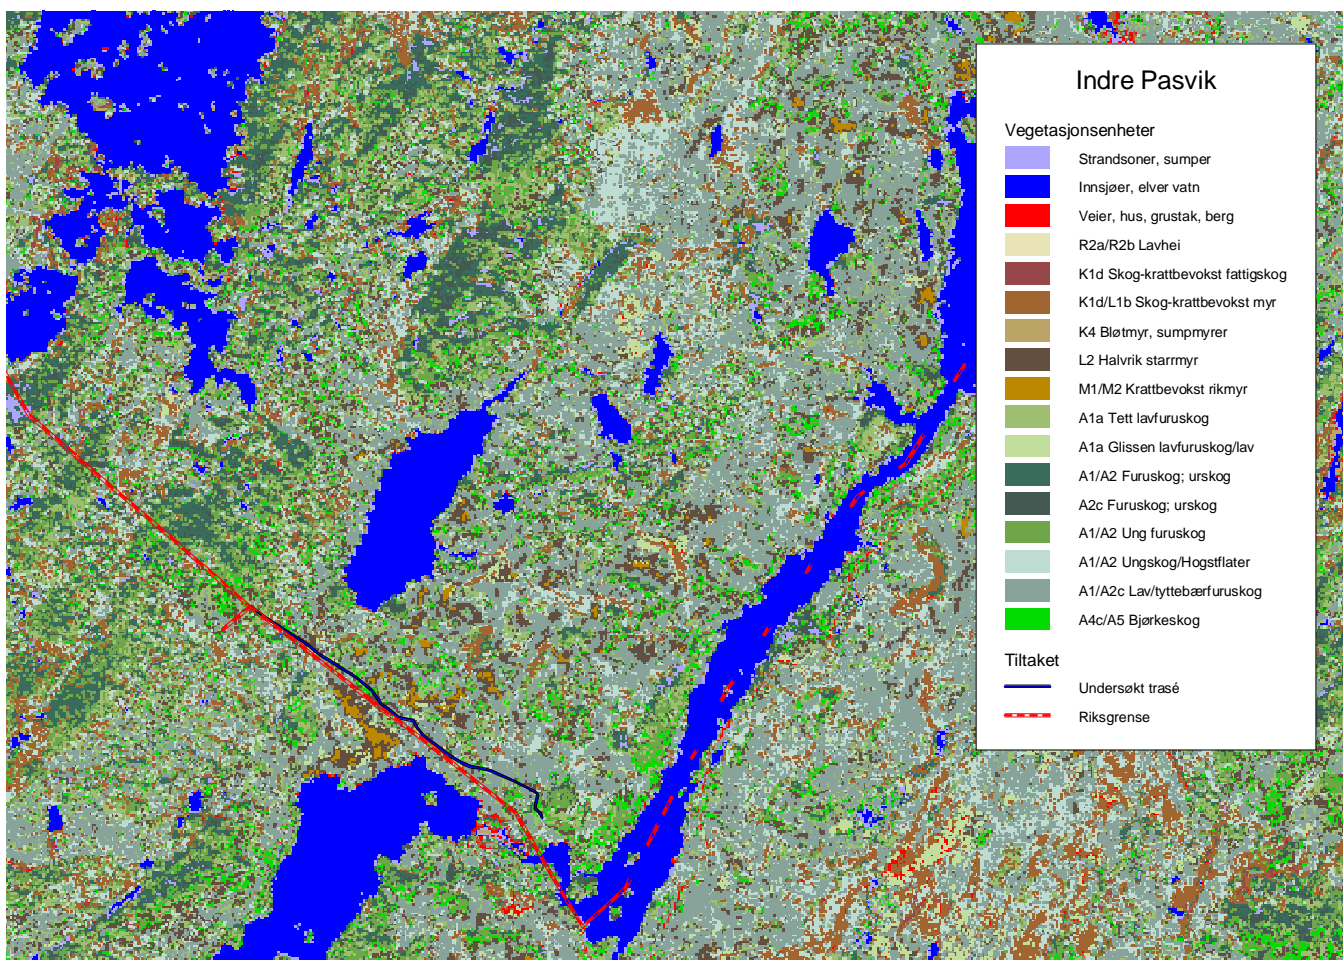 Indre Pasvik
Vegetasjonsenheter
Strandsoner, sumper
Innsjøer, elver vatn
Veier, hus, grustak, berg
R2a/R2b Lavhei
K1d Skog-krattbevokst fattigskog
K1d/L1b Skog-krattbevokst myr
K4 Bløtmyr, sumpmyrer
L2 Halvrik starrmyr
M1/M2 Krattbevokst rikmyr
A1a Tett lavfuruskog
A1a Glissen lavfuruskog/lav
A1/A2 Furuskog; urskog
A2c Furuskog; urskog
A1/A2 Ung furuskog
A1/A2 Ungskog/Hogstflater
A1/A2c Lav/tyttebærfuruskog
A4c/A5 Bjørkeskog
Tiltaket
Undersøkt trasé
Riksgrense